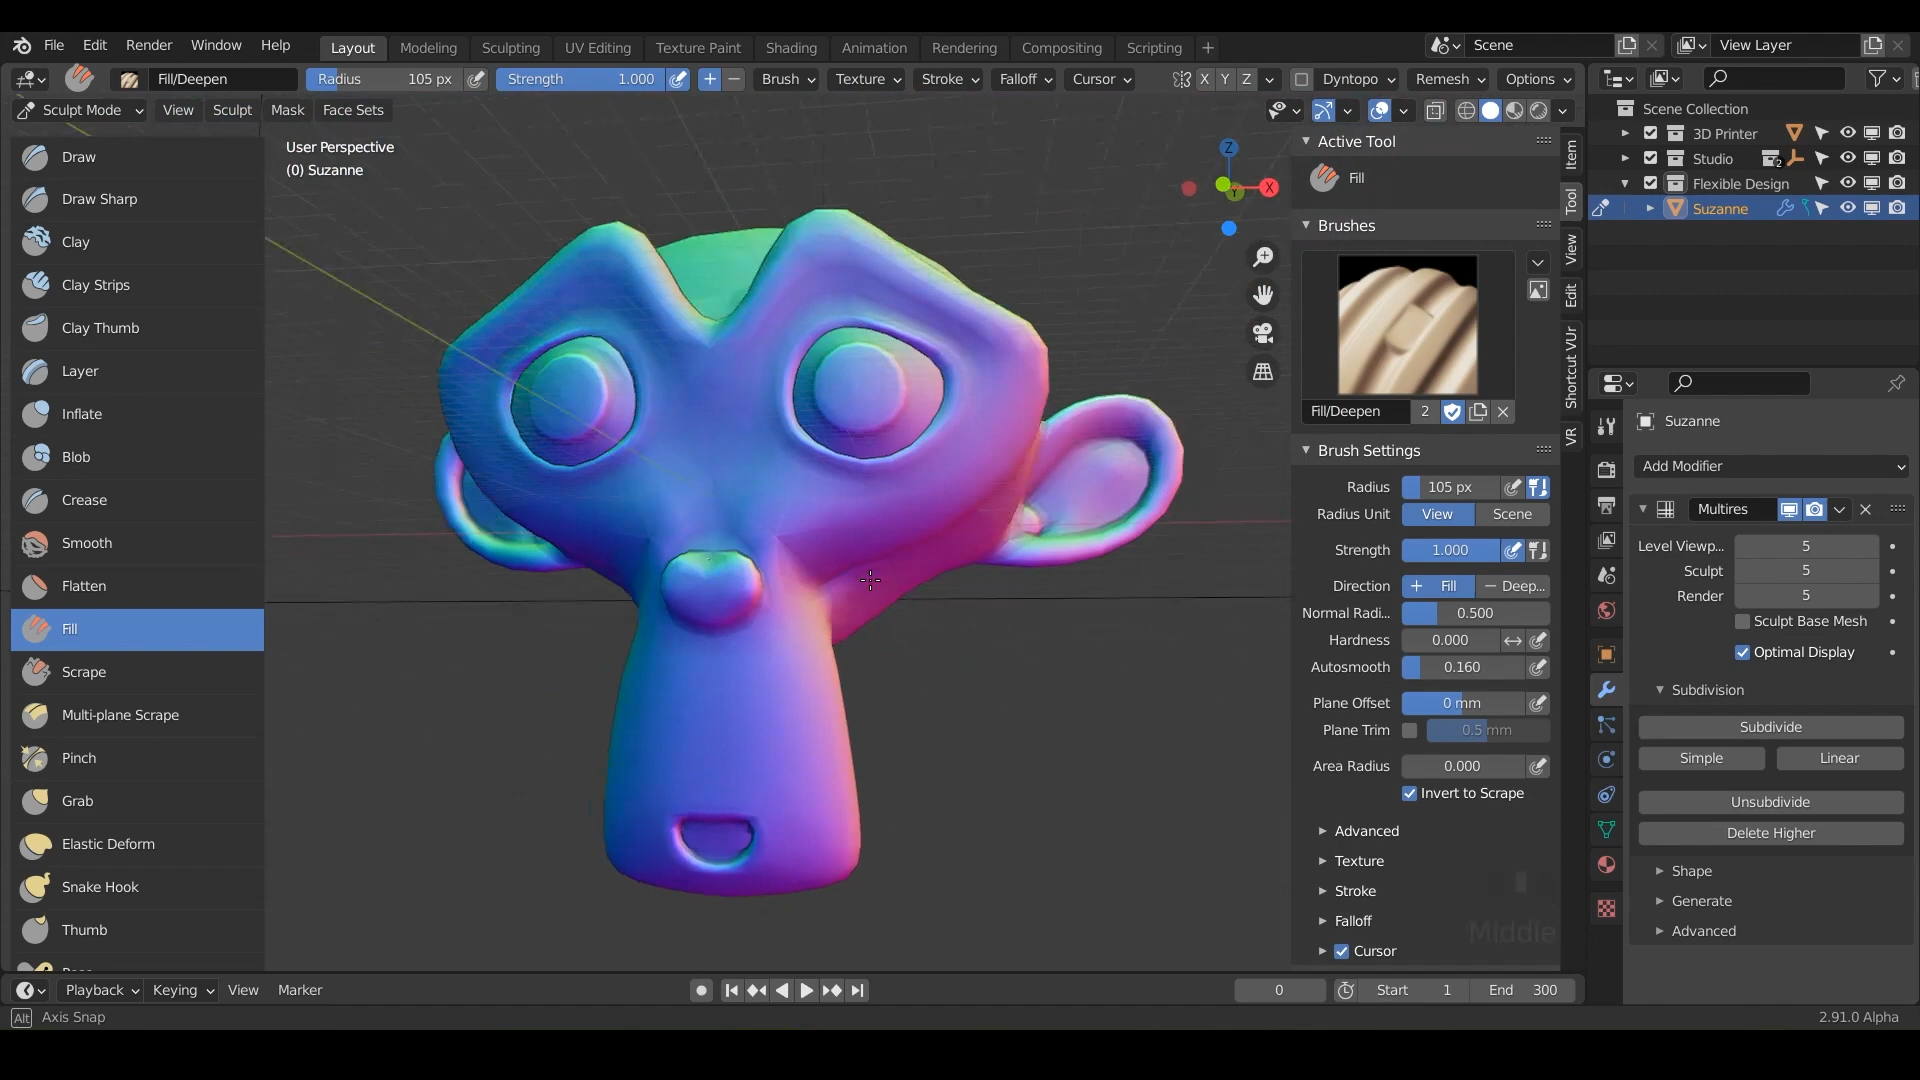 File Edit Render Window Help Layout Modeling Sculpting UV Editing Texture Paint Shading Animation Rendering Compositing Scripting + Scene View Layer
Fill/Deepen Radius 105 px Strength 1.000 + − Brush Texture Stroke Falloff Cursor X Y Z Dyntopo Remesh Options
Sculpt Mode View Sculpt Mask Face Sets
User Perspective
(0) Suzanne
Draw
Draw Sharp
Clay
Clay Strips
Clay Thumb
Layer
Inflate
Blob
Crease
Smooth
Flatten
Fill
Scrape
Multi-plane Scrape
Pinch
Grab
Elastic Deform
Snake Hook
Thumb
Z
X
Y
Active Tool
Fill
Brushes
Fill/Deepen 2
Brush Settings
Radius 105 px
Radius Unit View Scene
Strength 1.000
Direction + Fill − Deep...
Normal Radi... 0.500
Hardness 0.000
Autosmooth 0.160
Plane Offset 0 mm
Plane Trim 0.5 mm
Area Radius 0.000
Invert to Scrape
Advanced
Texture
Stroke
Falloff
Cursor
Middle
Item
Tool
View
Edit
Shortcut VUr
VR
Scene Collection
3D Printer
Studio 2
Flexible Design
Suzanne
Suzanne
Add Modifier
Multires
Level Viewp... 5
Sculpt 5
Render 5
Sculpt Base Mesh
Optimal Display
Subdivision
Subdivide
Simple Linear
Unsubdivide
Delete Higher
Shape
Generate
Advanced
Playback Keying View Marker 0 Start 1 End 300
Alt Axis Snap 2.91.0 Alpha